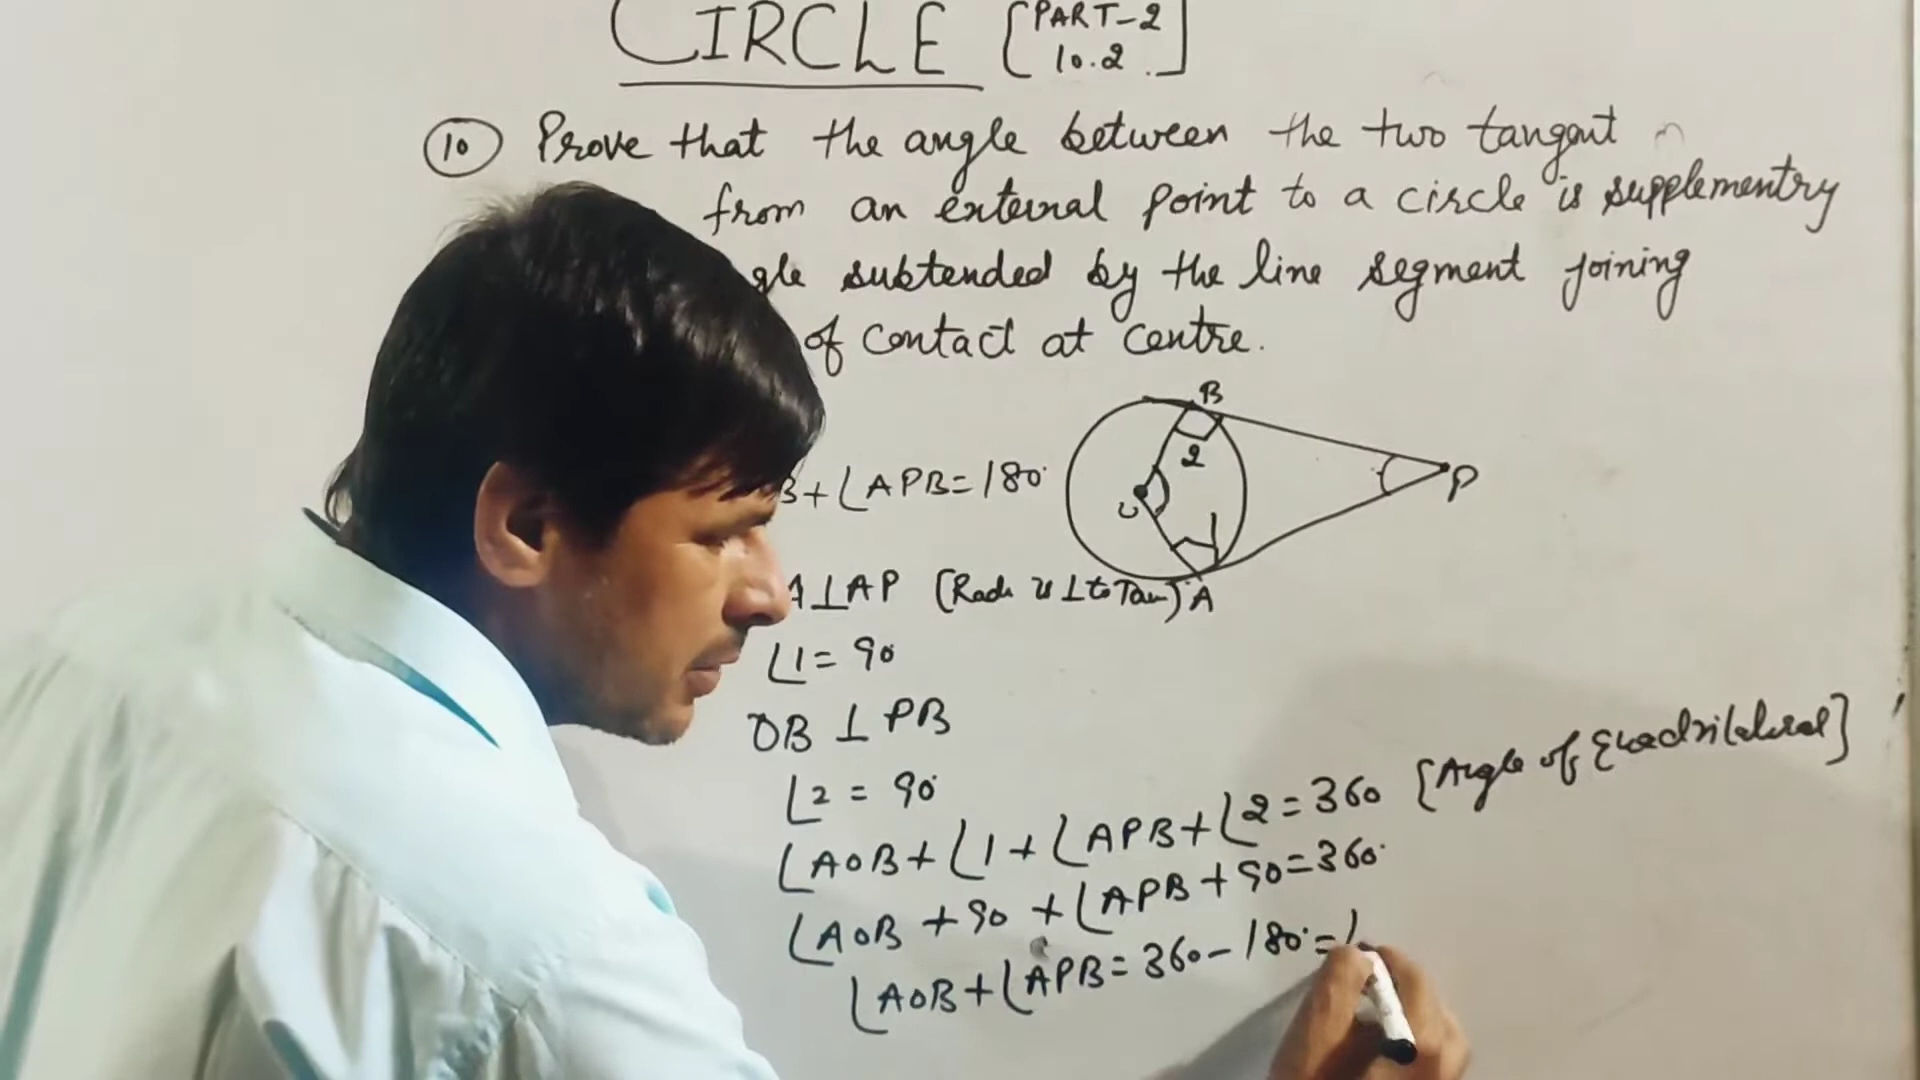 CIRCLE [PART-2
10.2.]
10 Prove that the angle between the two tangent
from an external point to a circle is supplementry
gle subtended by the line segment joining
of contact at centre.
B
2
B+∠APB=180°
P
A⊥AP (Radi is ⊥ to Tan) A
∠1=90
OB ⊥ PB
∠2 = 90°
∠AOB+∠1+∠APB+∠2=360 [Angle of Quadrilateral]
∠AOB +90 +∠APB+90=360°
∠AOB+∠APB=360-180°=1